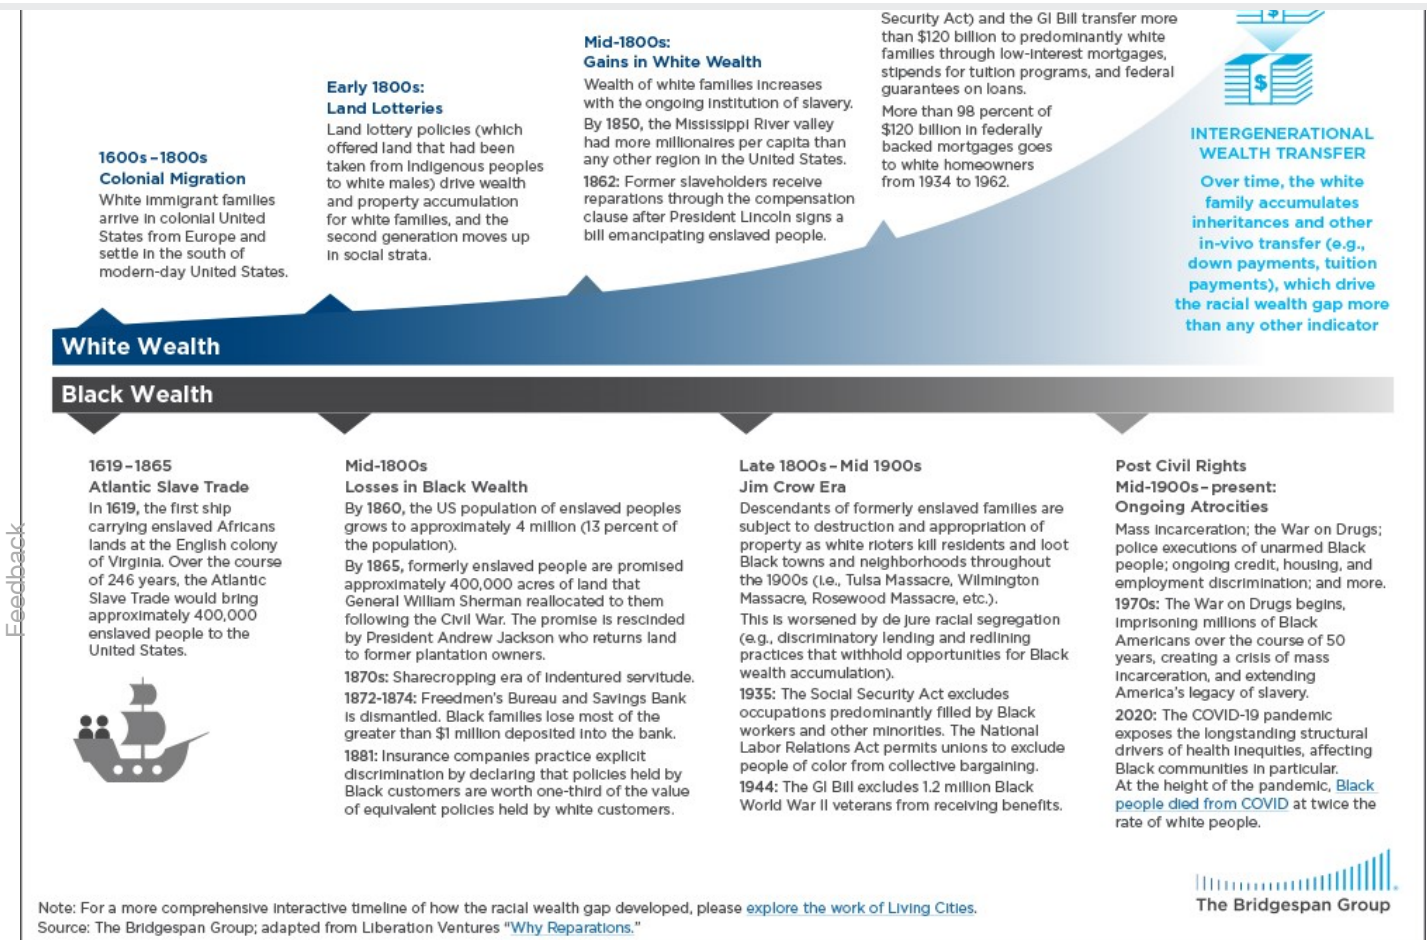 Security Act) and the GI Bill transfer more
than $120 billion to predominantly white
families through low-interest mortgages,
stipends for tuition programs, and federal
guarantees on loans.
More than 98 percent of
$120 billion in federally
backed mortgages goes
to white homeowners
from 1934 to 1962.
Mid-1800s:
Gains in White Wealth
Wealth of white families increases
with the ongoing institution of slavery.
By 1850, the Mississippi River valley
had more millionaires per capita than
any other region in the United States.
1862: Former slaveholders receive
reparations through the compensation
clause after President Lincoln signs a
bill emancipating enslaved people.
Early 1800s:
Land Lotteries
Land lottery policies (which
offered land that had been
taken from Indigenous peoples
to white males) drive wealth
and property accumulation
for white families, and the
second generation moves up
in social strata.
1600s–1800s
Colonial Migration
White immigrant families
arrive in colonial United
States from Europe and
settle in the south of
modern-day United States.
$
$
INTERGENERATIONAL
WEALTH TRANSFER
Over time, the white
family accumulates
inheritances and other
in-vivo transfer (e.g.,
down payments, tuition
payments), which drive
the racial wealth gap more
than any other indicator
White Wealth
Black Wealth
1619–1865
Atlantic Slave Trade
In 1619, the first ship
carrying enslaved Africans
lands at the English colony
of Virginia. Over the course
of 246 years, the Atlantic
Slave Trade would bring
approximately 400,000
enslaved people to the
United States.
Mid-1800s
Losses in Black Wealth
By 1860, the US population of enslaved peoples
grows to approximately 4 million (13 percent of
the population).
By 1865, formerly enslaved people are promised
approximately 400,000 acres of land that
General William Sherman reallocated to them
following the Civil War. The promise is rescinded
by President Andrew Jackson who returns land
to former plantation owners.
1870s: Sharecropping era of indentured servitude.
1872-1874: Freedmen's Bureau and Savings Bank
is dismantled. Black families lose most of the
greater than $1 million deposited into the bank.
1881: Insurance companies practice explicit
discrimination by declaring that policies held by
Black customers are worth one-third of the value
of equivalent policies held by white customers.
Late 1800s–Mid 1900s
Jim Crow Era
Descendants of formerly enslaved families are
subject to destruction and appropriation of
property as white rioters kill residents and loot
Black towns and neighborhoods throughout
the 1900s (i.e., Tulsa Massacre, Wilmington
Massacre, Rosewood Massacre, etc.).
This is worsened by de jure racial segregation
(e.g., discriminatory lending and redlining
practices that withhold opportunities for Black
wealth accumulation).
1935: The Social Security Act excludes
occupations predominantly filled by Black
workers and other minorities. The National
Labor Relations Act permits unions to exclude
people of color from collective bargaining.
1944: The GI Bill excludes 1.2 million Black
World War II veterans from receiving benefits.
Post Civil Rights
Mid-1900s–present:
Ongoing Atrocities
Mass incarceration; the War on Drugs;
police executions of unarmed Black
people; ongoing credit, housing, and
employment discrimination; and more.
1970s: The War on Drugs begins,
imprisoning millions of Black
Americans over the course of 50
years, creating a crisis of mass
incarceration, and extending
America's legacy of slavery.
2020: The COVID-19 pandemic
exposes the longstanding structural
drivers of health inequities, affecting
Black communities in particular.
At the height of the pandemic, Black
people died from COVID at twice the
rate of white people.
Feedback
The Bridgespan Group
Note: For a more comprehensive interactive timeline of how the racial wealth gap developed, please explore the work of Living Cities.
Source: The Bridgespan Group; adapted from Liberation Ventures "Why Reparations."